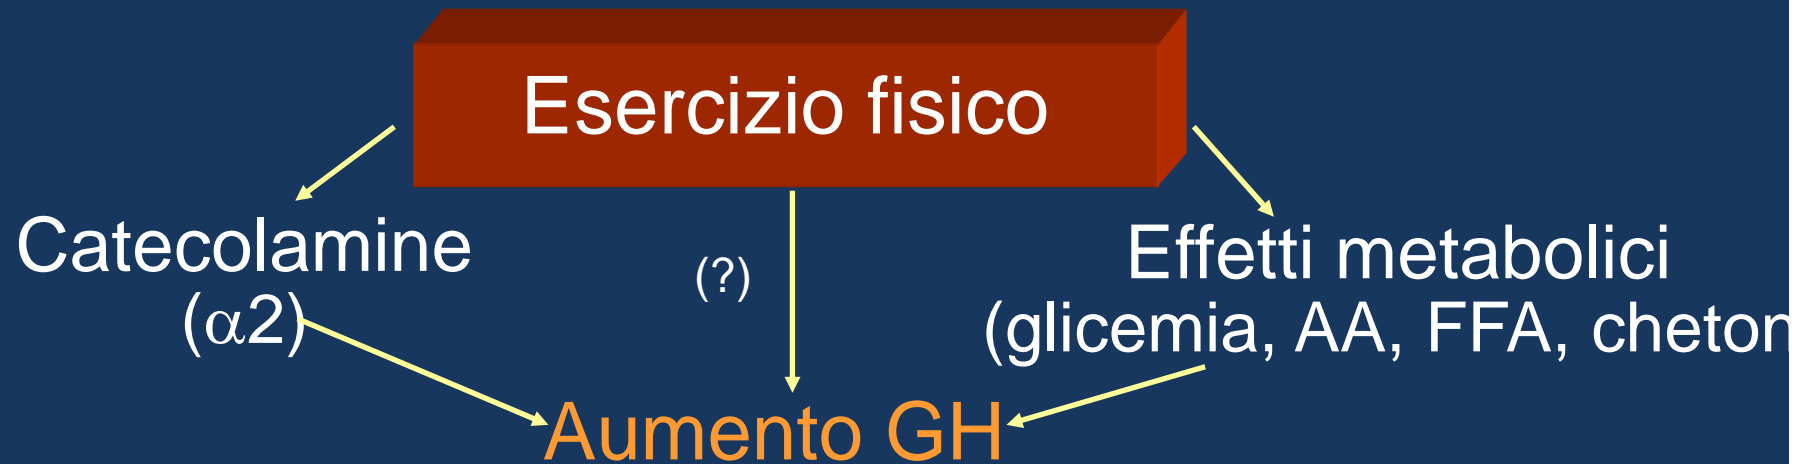 Esercizio fisico
Catecolamine
(α2)
(?)
Effetti metabolici
(glicemia, AA, FFA, cheton
Aumento GH